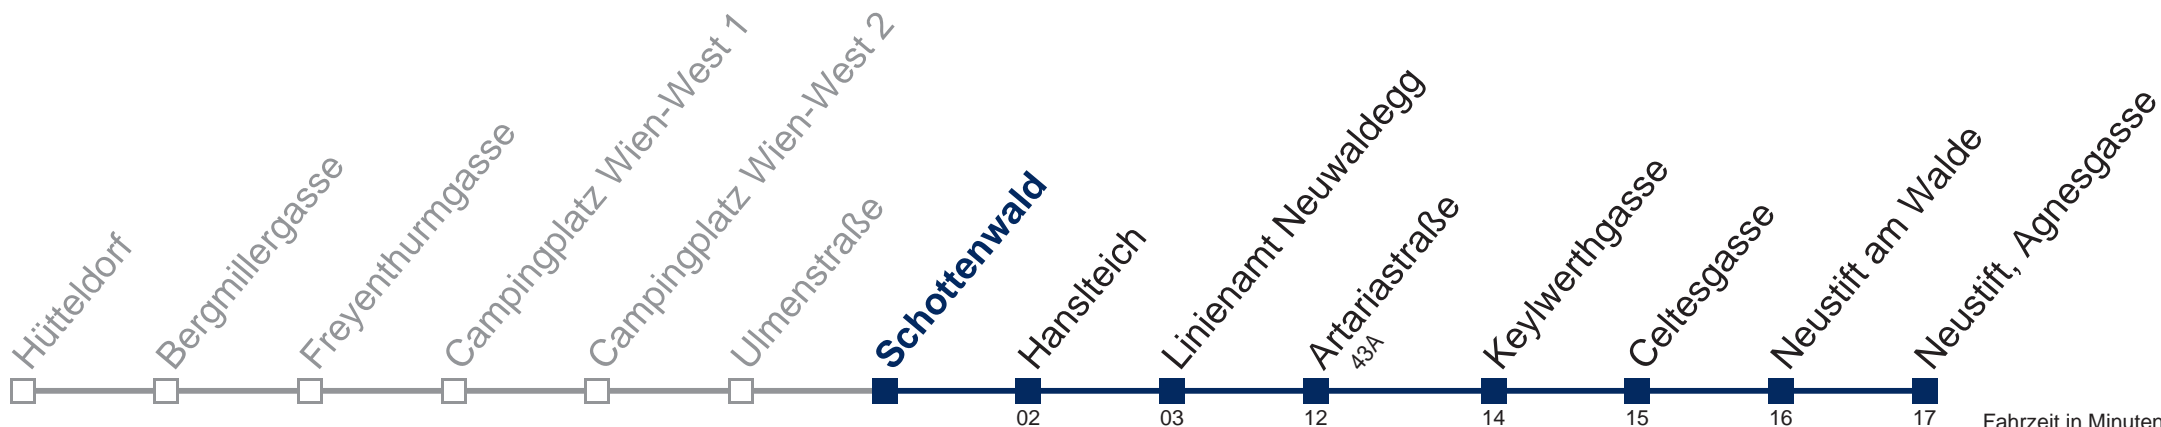 Hütteldorf
Bergmillergasse
Freyenthurmgasse
Campingplatz Wien-West 1
Campingplatz Wien-West 2
Ulmenstraße
Schottenwald
Hanslteich
Linienamt Neuwaldegg
Artariastraße
43A
Keylwerthgasse
Celtesgasse
Neustift am Walde
Neustift, Agnesgasse
02 03 12 14 15 16 17 Fahrzeit in Minuten